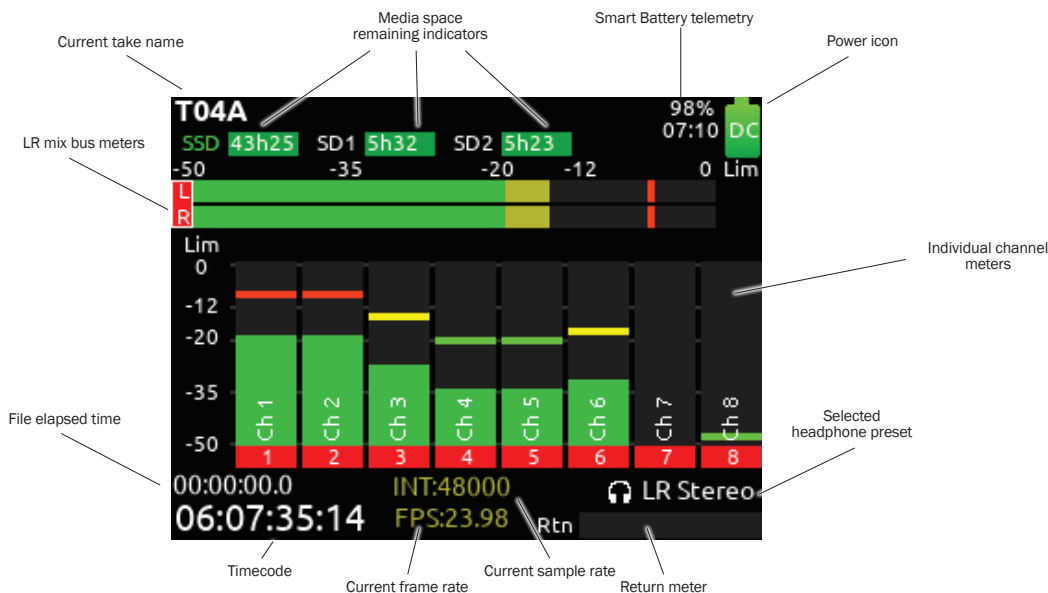 Current take name
Media space
remaining indicators
Smart Battery telemetry
Power icon
T04A
98%
07:10
DC
SSD 43h25 SD1 5h32 SD2 5h23
-50 -35 -20 -12 0 Lim
LR mix bus meters
L
R
Lim
0
-12
-20
-35
-50
Individual channel
meters
Ch 1 Ch 2 Ch 3 Ch 4 Ch 5 Ch 6 Ch 7 Ch 8
1 2 3 4 5 6 7 8
File elapsed time
Selected
headphone preset
00:00:00.0 INT:48000 LR Stereo
06:07:35:14 FPS:23.98 Rtn
Timecode
Current frame rate
Current sample rate
Return meter